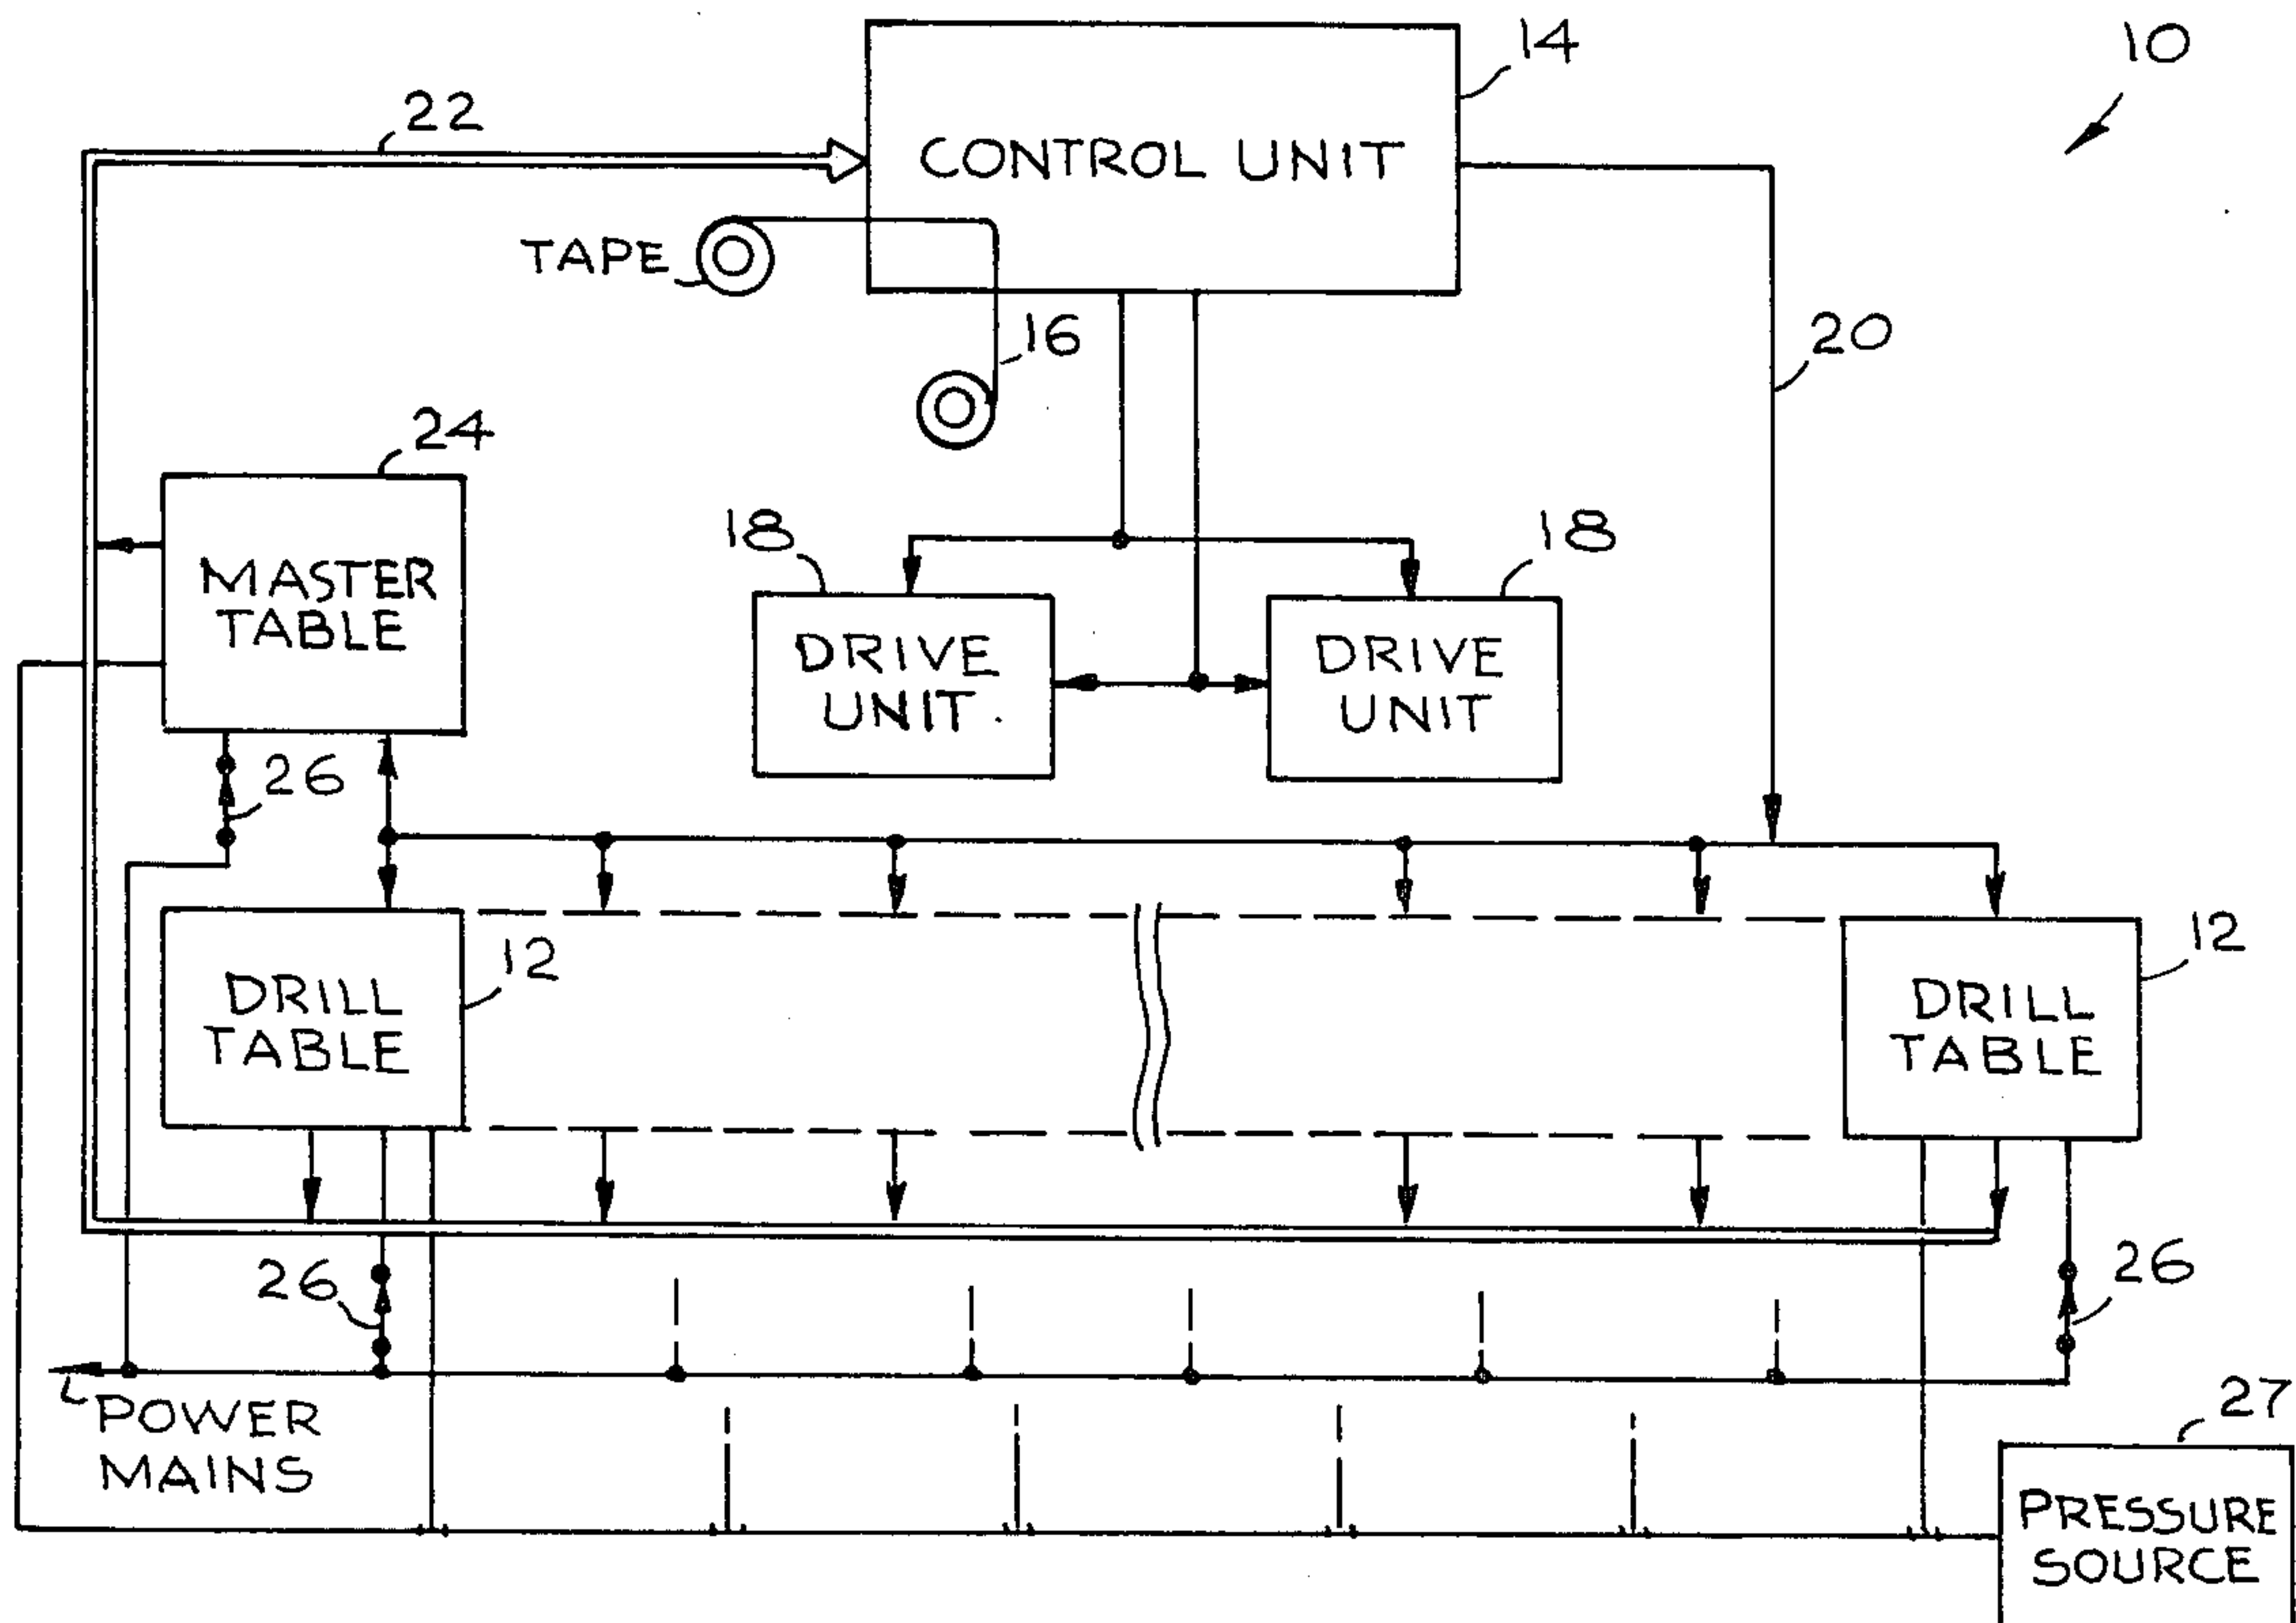 10
14
22
CONTROL UNIT
TAPE
16
20
24
18
18
MASTER
TABLE
DRIVE
UNIT
DRIVE
UNIT
26
12
12
DRILL
TABLE
DRILL
TABLE
26
26
POWER
MAINS
27
PRESSURE
SOURCE